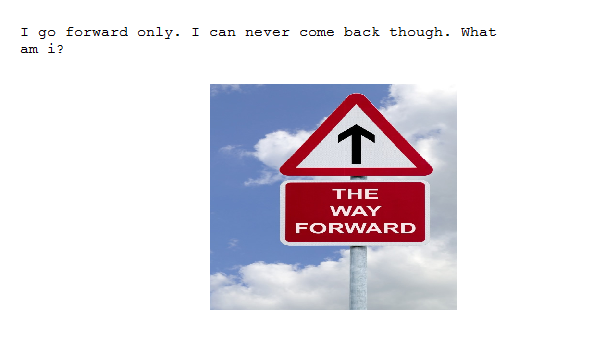 I go forward only. I can never come back though. What
am i?
THE
WAY
FORWARD